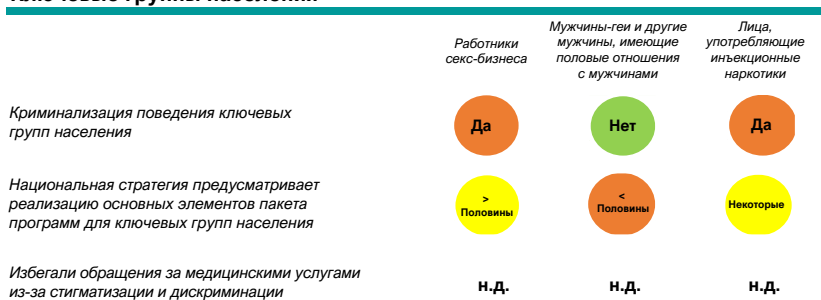 Работники
секс-бизнеса
Мужчины-геи и другие
мужчины, имеющие
половые отношения
с мужчинами
Лица,
употребляющие
инъекционные
наркотики
Криминализация поведения ключевых
групп населения
Да
Нет
Да
Национальная стратегия предусматривает
реализацию основных элементов пакета
программ для ключевых групп населения
>
Половины
<
Половины
Некоторые
Избегали обращения за медицинскими услугами
из-за стигматизации и дискриминации
н.д.
н.д.
н.д.